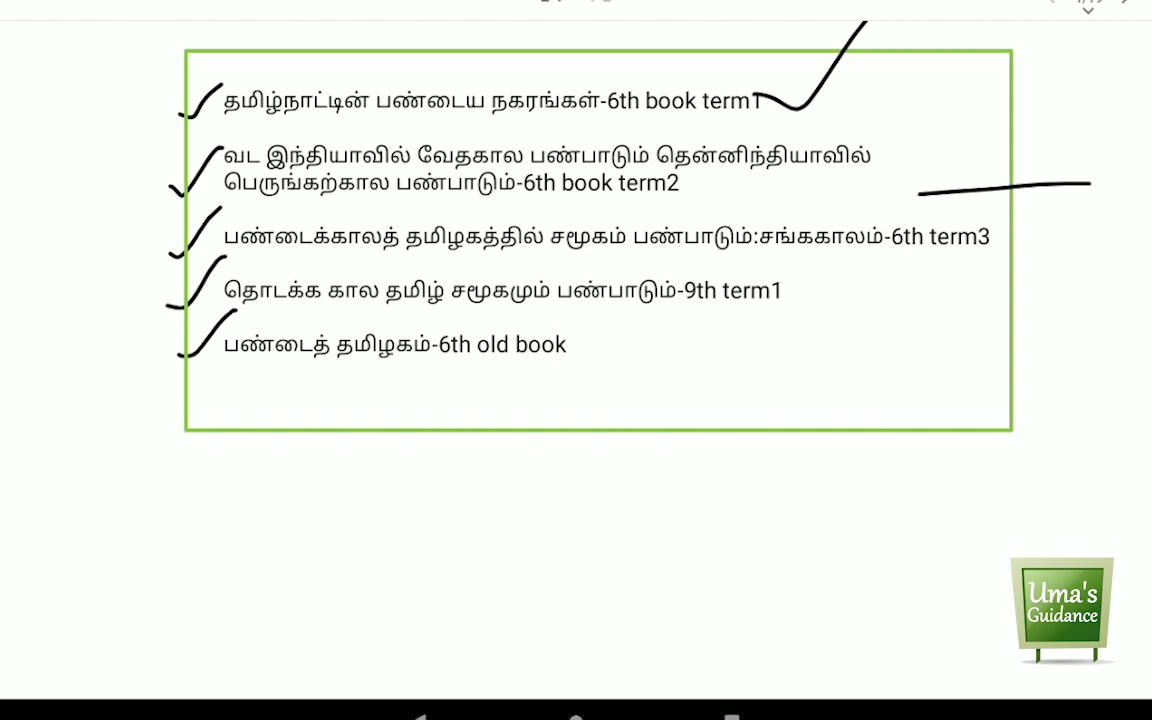 தமிழ்நாட்டின் பண்டைய நகரங்கள்-6th book term1
வட இந்தியாவில் வேதகால பண்பாடும் தென்னிந்தியாவில்
பெருங்கற்கால பண்பாடும்-6th book term2
பண்டைக்காலத் தமிழகத்தில் சமூகம் பண்பாடும்:சங்ககாலம்-6th term3
தொடக்க கால தமிழ் சமூகமும் பண்பாடும்-9th term1
பண்டைத் தமிழகம்-6th old book
Uma's
Guidance